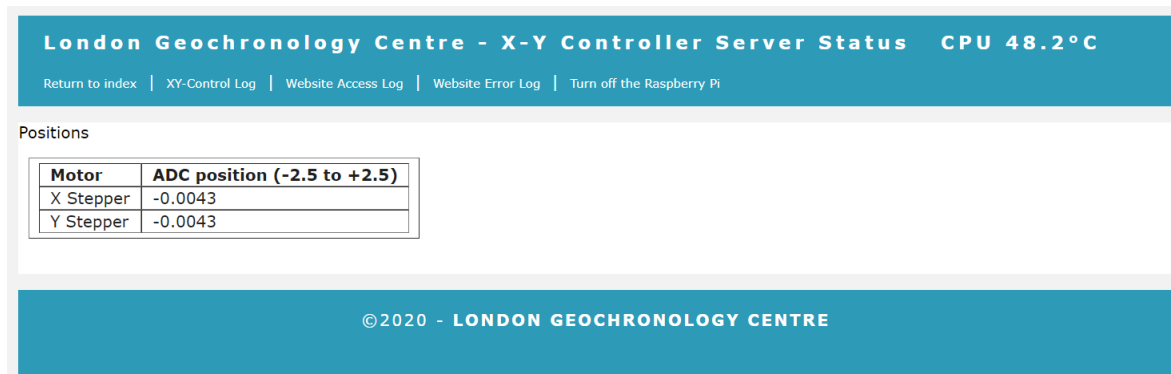 London Geochronology Centre - X-Y Controller Server Status CPU 48.2°C
Return to index | XY-Control Log | Website Access Log | Website Error Log | Turn off the Raspberry Pi
Positions
Motor ADC position (-2.5 to +2.5)
X Stepper -0.0043
Y Stepper -0.0043
©2020 - LONDON GEOCHRONOLOGY CENTRE